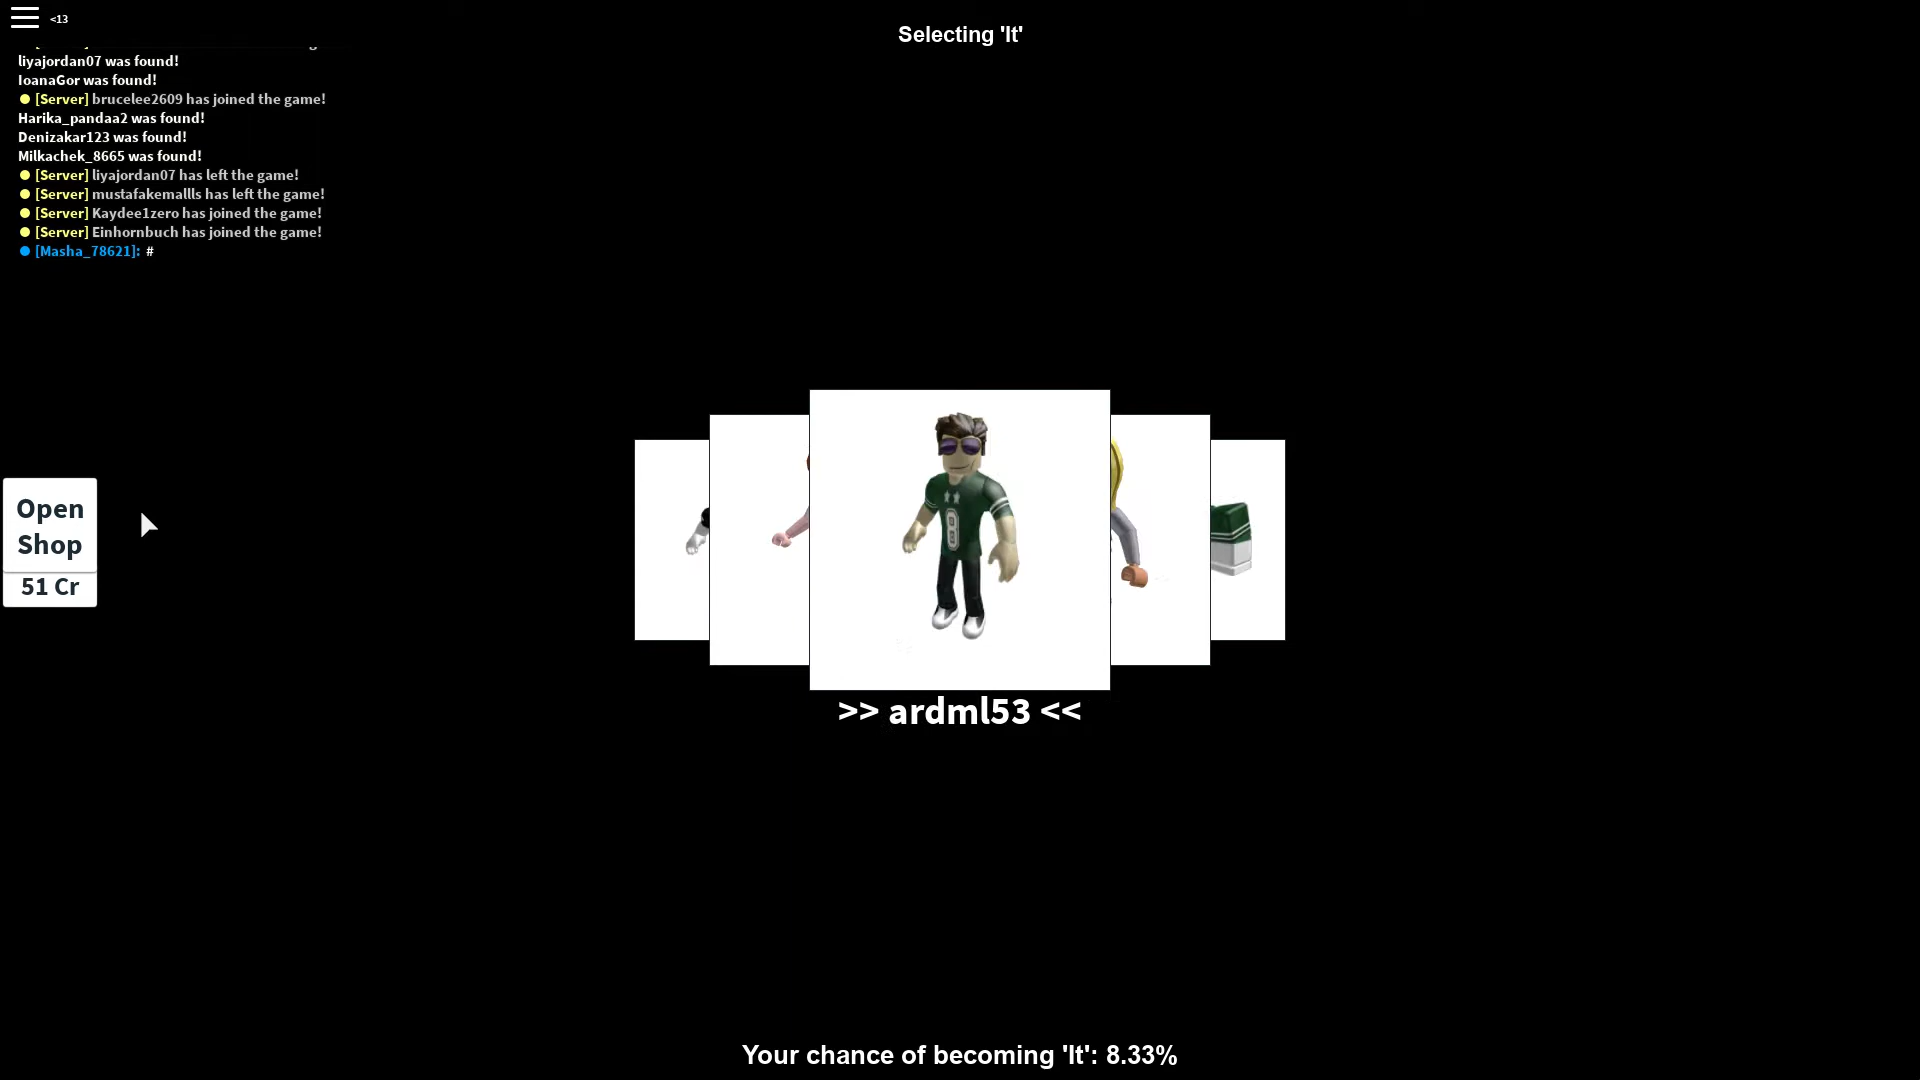 <13
Selecting 'It'
liyajordan07 was found!
IoanaGor was found!
[Server] brucelee2609 has joined the game!
Harika_pandaa2 was found!
Denizakar123 was found!
Milkachek_8665 was found!
[Server] liyajordan07 has left the game!
[Server] mustafakemallls has left the game!
[Server] Kaydee1zero has joined the game!
[Server] Einhornbuch has joined the game!
[Masha_78621]: #
Open
Shop
51 Cr
>> ardml53 <<
Your chance of becoming 'It': 8.33%